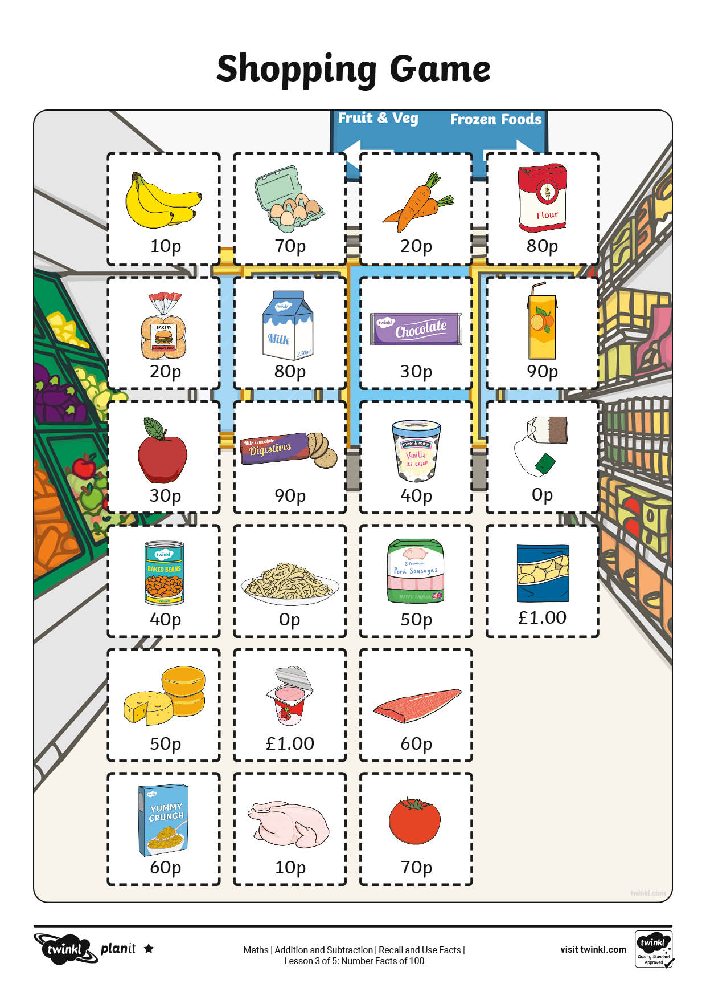 Shopping Game
Fruit & Veg
Frozen Foods
10p
70p
20p
Flour
80p
BAKERY
6 BURGER BUNS
20p
twinkl
Milk
250ml
80p
twinkl
Chocolate
30p
90p
30p
Milk Chocolate
Digestives
90p
moo & moo
Vanilla
ICE CREAM
40p
0p
twinkl
BAKED BEANS
Premium
40p
0p
8 Premium
Pork Sausages
HAPPY FARMER
50p
£1.00
50p
£1.00
60p
twinkl
YUMMY
CRUNCH
60p
10p
70p
twinkl.com
twinkl planit
Maths | Addition and Subtraction | Recall and Use Facts |
Lesson 3 of 5: Number Facts of 100
visit twinkl.com
twinkl
Quality Standard
Approved